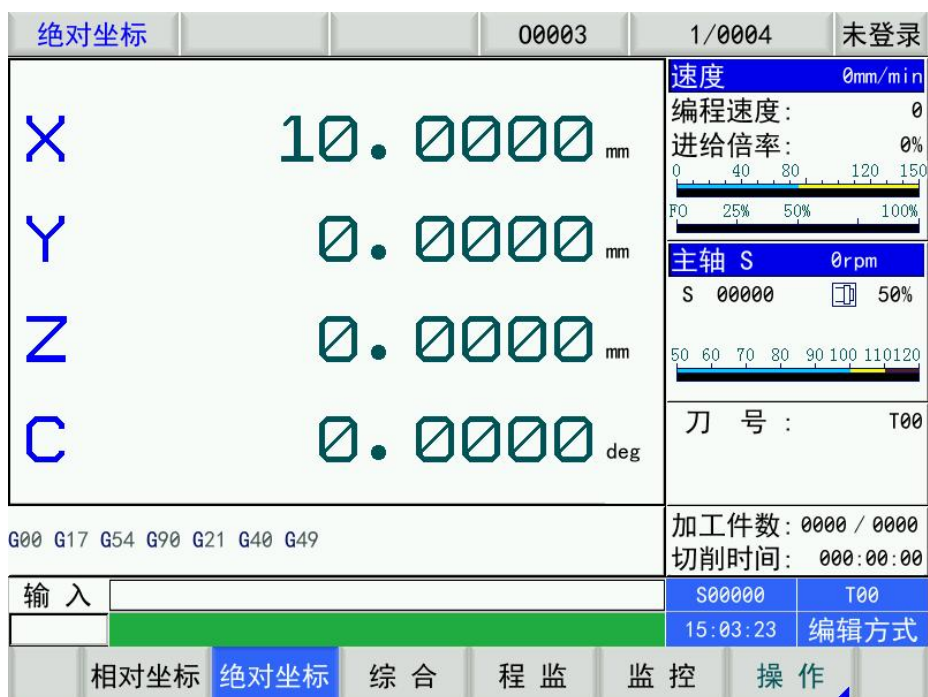 绝对坐标 O0003 1/0004 未登录
速度 0mm/min
编程速度: 0
进给倍率: 0%
0 40 80 120 150
F0 25% 50% 100%
X 10.0000 mm
Y 0.0000 mm
Z 0.0000 mm
C 0.0000 deg
主轴 S 0rpm
S 00000 50%
50 60 70 80 90 100 110 120
刀 号: T00
G00 G17 G54 G90 G21 G40 G49
加工件数: 0000 / 0000
切削时间: 000:00:00
输 入
S00000 T00
15:03:23 编辑方式
相对坐标 绝对坐标 综 合 程 监 监 控 操 作